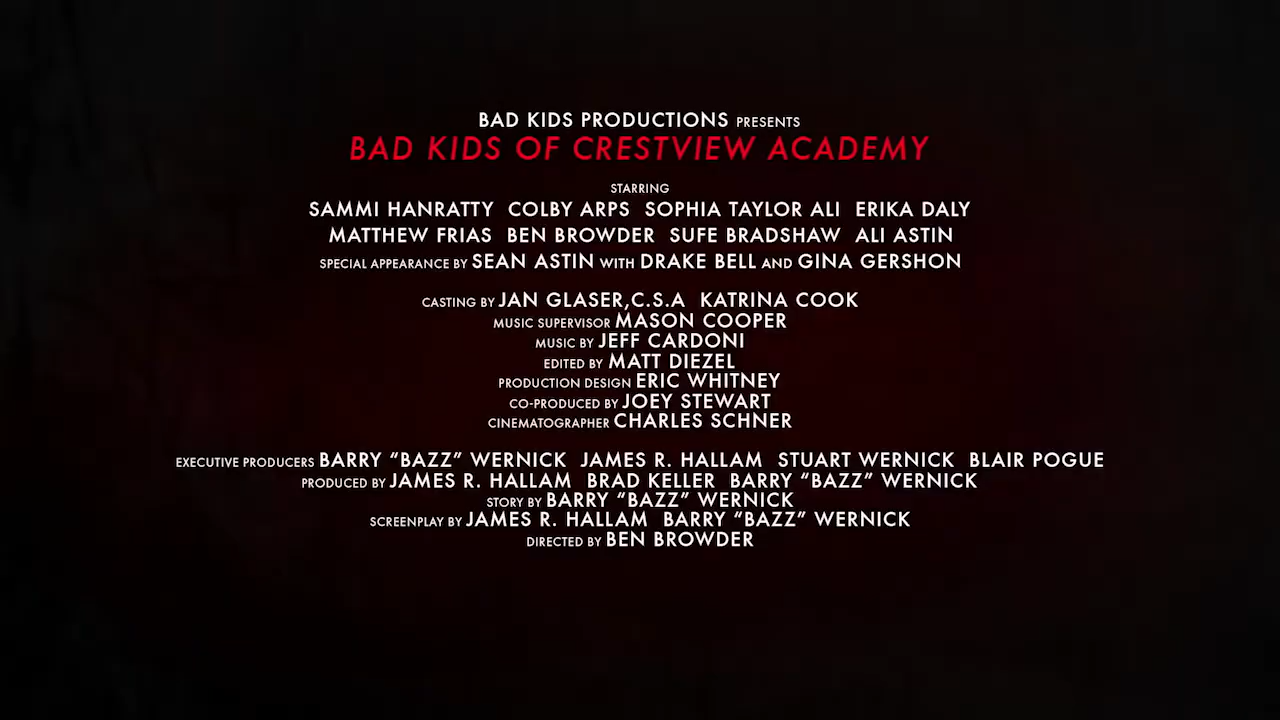 BAD KIDS PRODUCTIONS PRESENTS
BAD KIDS OF CRESTVIEW ACADEMY
STARRING
SAMMI HANRATTY COLBY ARPS SOPHIA TAYLOR ALI ERIKA DALY
MATTHEW FRIAS BEN BROWDER SUFE BRADSHAW ALI ASTIN
SPECIAL APPEARANCE BY SEAN ASTIN WITH DRAKE BELL AND GINA GERSHON
CASTING BY JAN GLASER,C.S.A KATRINA COOK
MUSIC SUPERVISOR MASON COOPER
MUSIC BY JEFF CARDONI
EDITED BY MATT DIEZEL
PRODUCTION DESIGN ERIC WHITNEY
CO-PRODUCED BY JOEY STEWART
CINEMATOGRAPHER CHARLES SCHNER
EXECUTIVE PRODUCERS BARRY “BAZZ” WERNICK JAMES R. HALLAM STUART WERNICK BLAIR POGUE
PRODUCED BY JAMES R. HALLAM BRAD KELLER BARRY “BAZZ” WERNICK
STORY BY BARRY “BAZZ” WERNICK
SCREENPLAY BY JAMES R. HALLAM BARRY “BAZZ” WERNICK
DIRECTED BY BEN BROWDER